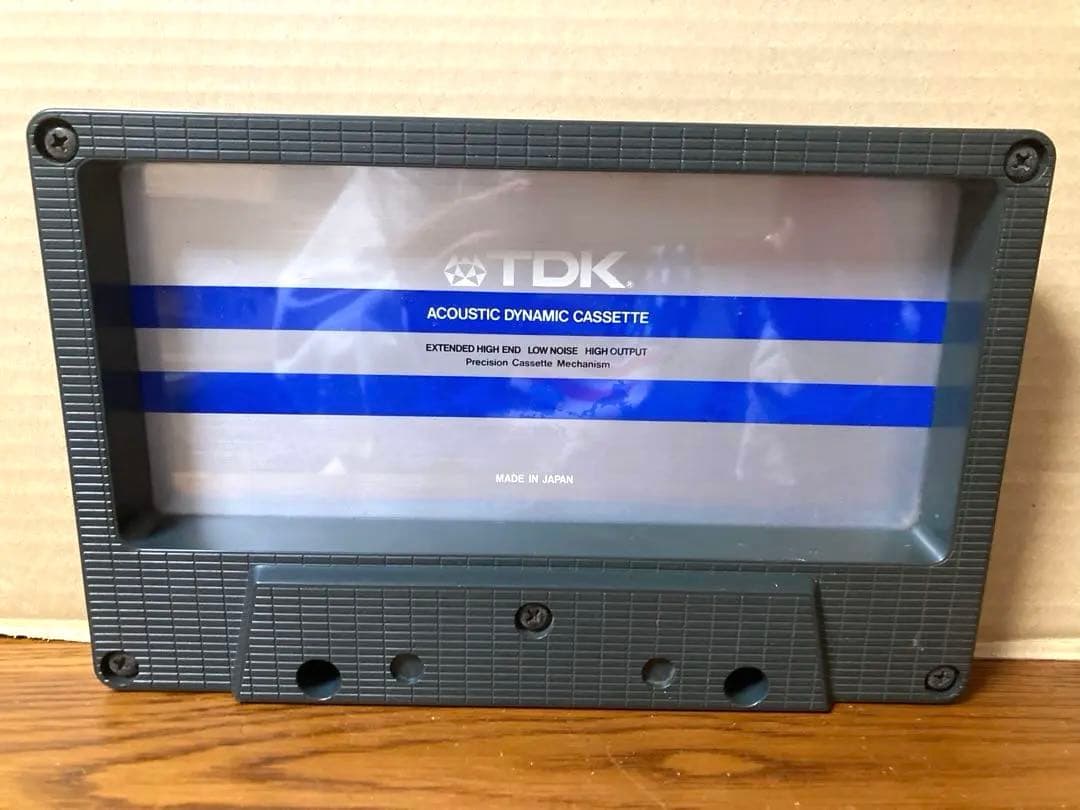 TDK®
ACOUSTIC DYNAMIC CASSETTE
EXTENDED HIGH END LOW NOISE HIGH OUTPUT
Precision Cassette Mechanism
MADE IN JAPAN